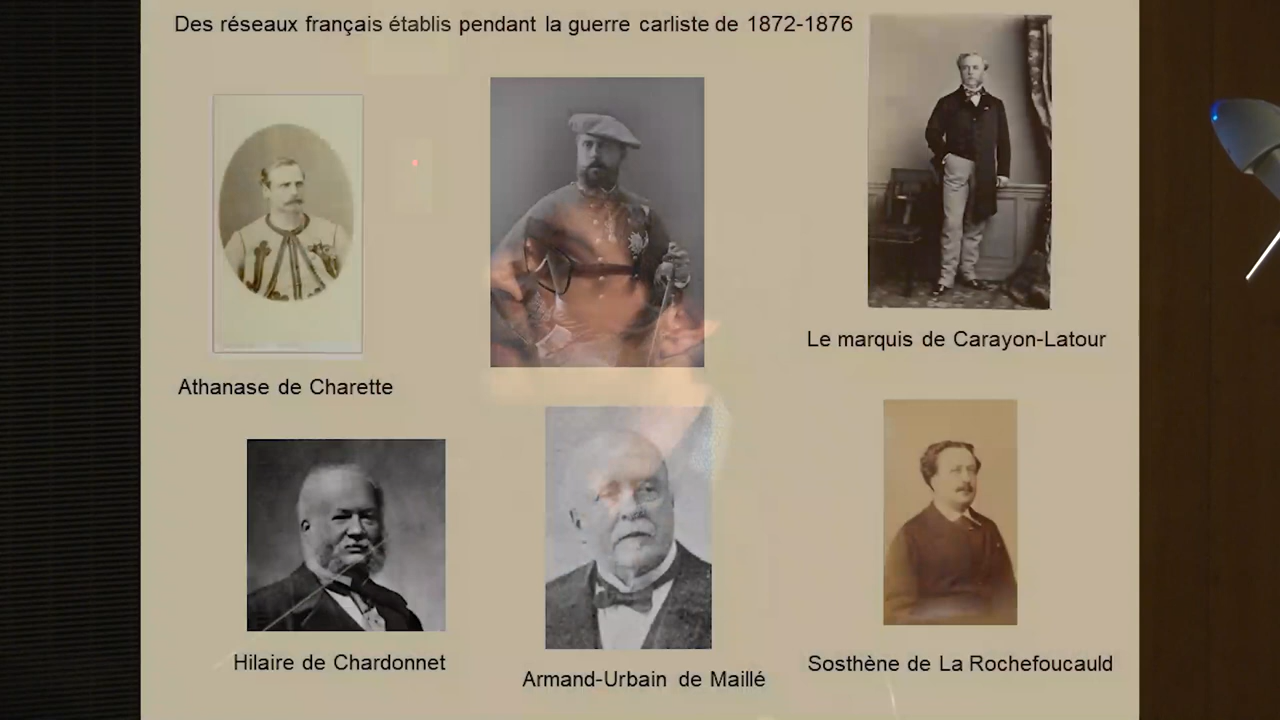 Des réseaux français établis pendant la guerre carliste de 1872-1876
Le marquis de Carayon-Latour
Athanase de Charette
Hilaire de Chardonnet
Armand-Urbain de Maillé
Sosthène de La Rochefoucauld